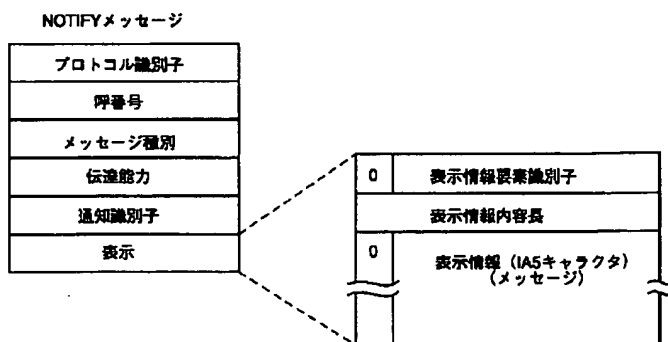 NOTIFYメッセージ
プロトコル識別子
呼番号
メッセージ種別
伝達能力
通知識別子
表示
0 表示情報要素識別子
表示情報内容長
0 表示情報（IA5キャラクタ）
（メッセージ）